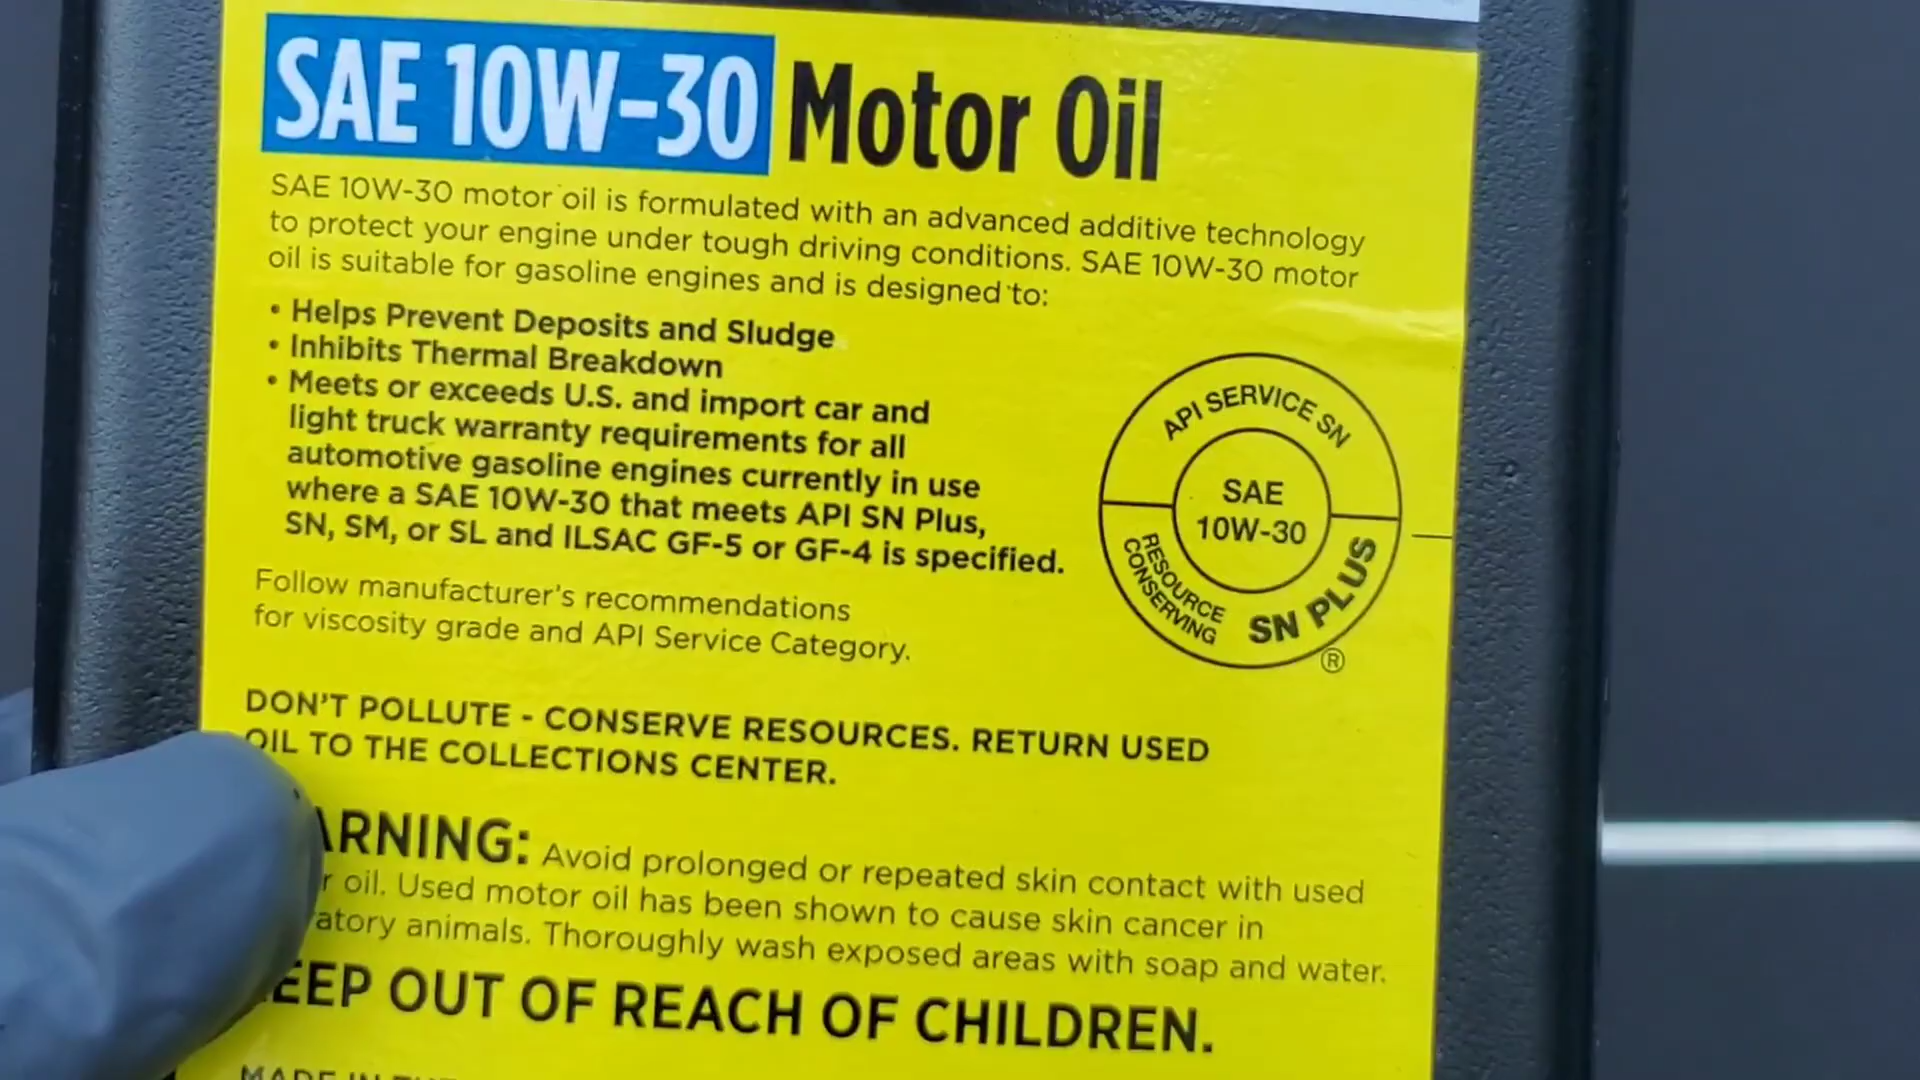 SAE 10W-30 Motor Oil
SAE 10W-30 motor oil is formulated with an advanced additive technology
to protect your engine under tough driving conditions. SAE 10W-30 motor
oil is suitable for gasoline engines and is designed to:
• Helps Prevent Deposits and Sludge
• Inhibits Thermal Breakdown
• Meets or exceeds U.S. and import car and
light truck warranty requirements for all
automotive gasoline engines currently in use
where a SAE 10W-30 that meets API SN Plus,
SN, SM, or SL and ILSAC GF-5 or GF-4 is specified.
Follow manufacturer's recommendations
for viscosity grade and API Service Category.
API SERVICE SN
SAE
10W-30
RESOURCE
CONSERVING
SN PLUS
®
DON'T POLLUTE - CONSERVE RESOURCES. RETURN USED
OIL TO THE COLLECTIONS CENTER.
ARNING: Avoid prolonged or repeated skin contact with used
r oil. Used motor oil has been shown to cause skin cancer in
atory animals. Thoroughly wash exposed areas with soap and water.
EEP OUT OF REACH OF CHILDREN.
MADE IN